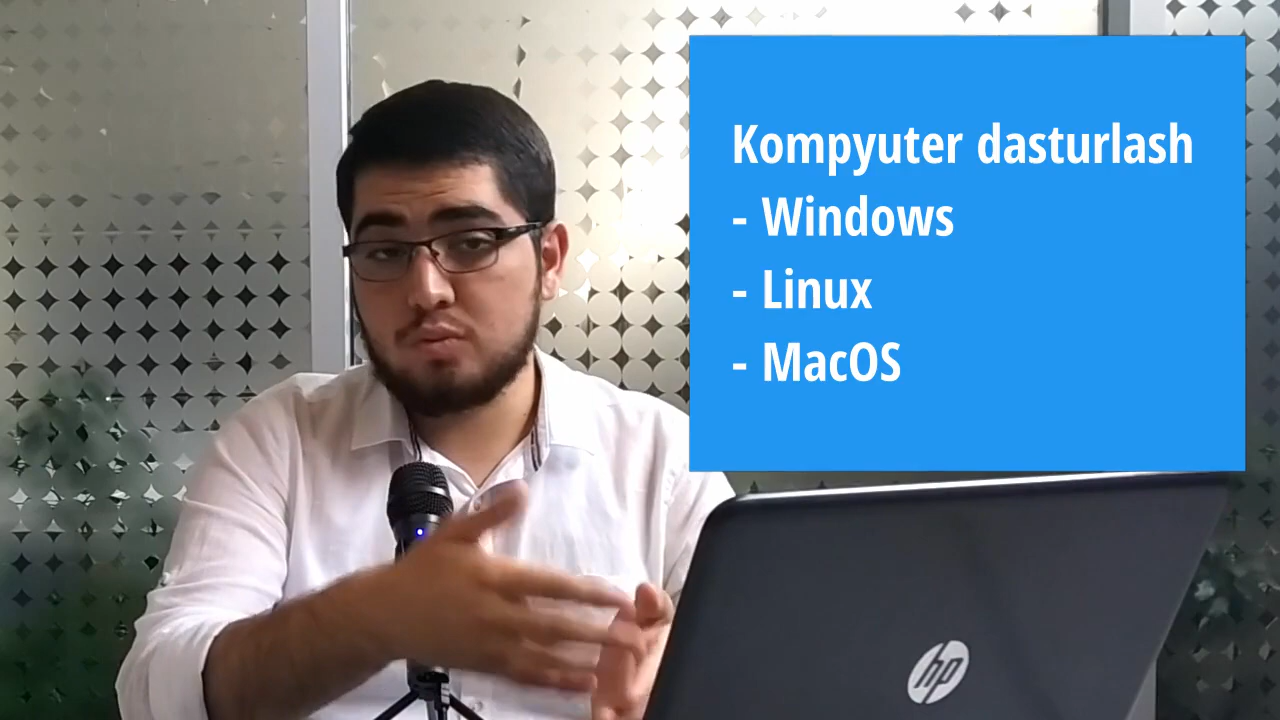 Kompyuter dasturlash
- Windows
- Linux
- MacOS
hp